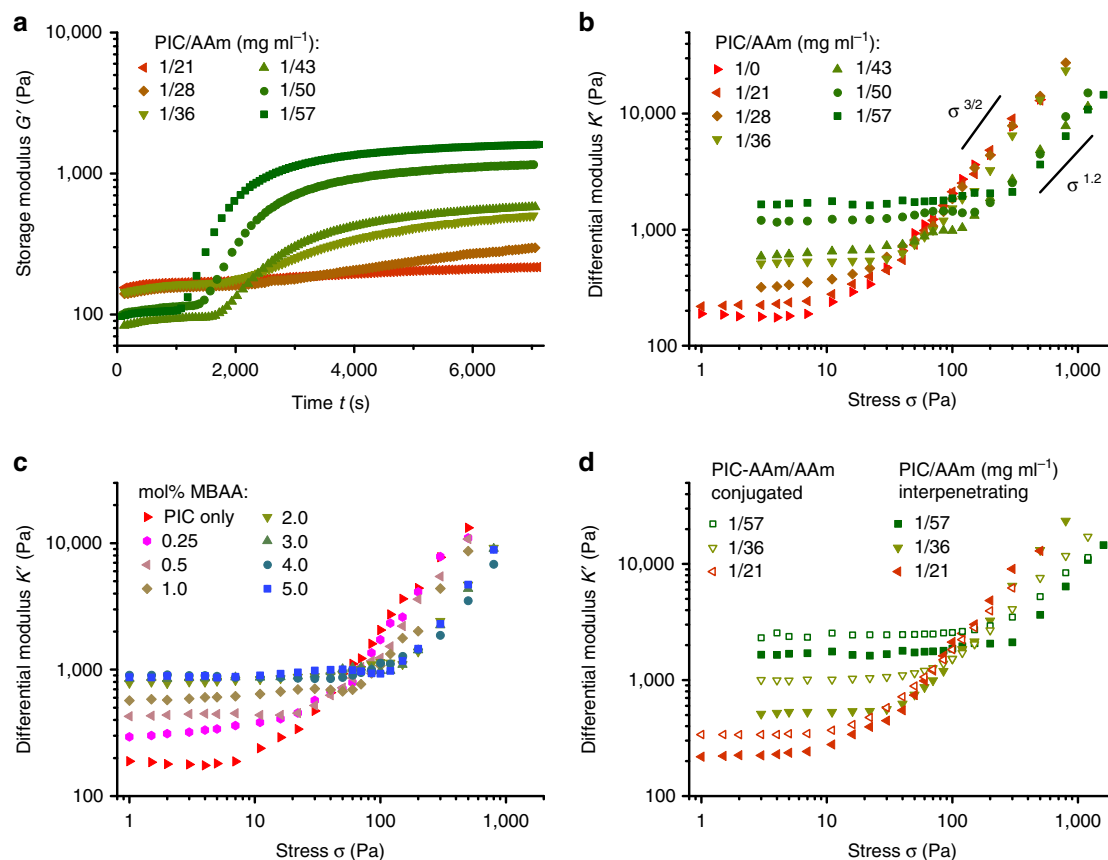 a
PIC/AAm (mg ml⁻¹):
1/21
1/28
1/36
1/43
1/50
1/57
10,000
1,000
100
Storage modulus G′ (Pa)
0
2,000
4,000
6,000
Time t (s)
b
PIC/AAm (mg ml⁻¹):
1/0
1/21
1/28
1/36
1/43
1/50
1/57
σ 3/2
σ 1.2
10,000
1,000
100
Differential modulus K′ (Pa)
1
10
100
1,000
Stress σ (Pa)
c
mol% MBAA:
PIC only
0.25
0.5
1.0
2.0
3.0
4.0
5.0
10,000
1,000
100
Differential modulus K′ (Pa)
1
10
100
1,000
Stress σ (Pa)
d
PIC-AAm/AAm
conjugated
1/57
1/36
1/21
PIC/AAm (mg ml⁻¹)
interpenetrating
1/57
1/36
1/21
10,000
1,000
100
Differential modulus K′ (Pa)
1
10
100
1,000
Stress σ (Pa)